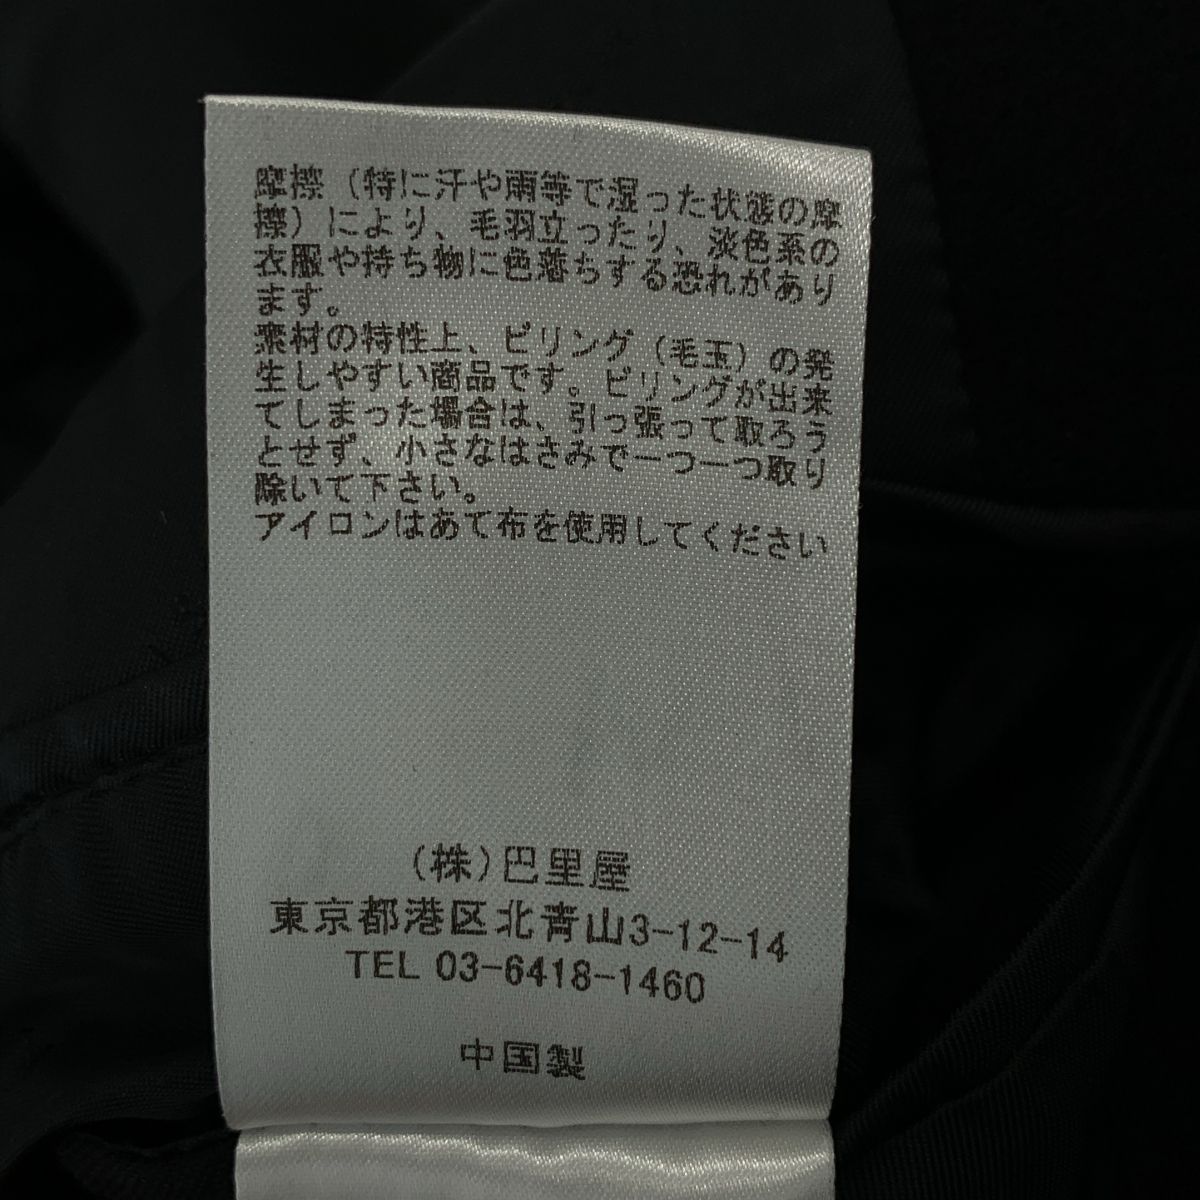 摩擦（特に汗や雨等で湿った状態の摩
擦）により、毛羽立ったり、淡色系の
衣服や持ち物に色落ちする恐れがあり
ます。
素材の特性上、ピリング（毛玉）の発
生しやすい商品です。ピリングが出来
てしまった場合は、引っ張って取ろう
とせず、小さなはさみで一つ一つ取り
除いて下さい。
アイロンはあて布を使用してください
（株）巴里屋
東京都港区北青山3-12-14
TEL 03-6418-1460
中国製